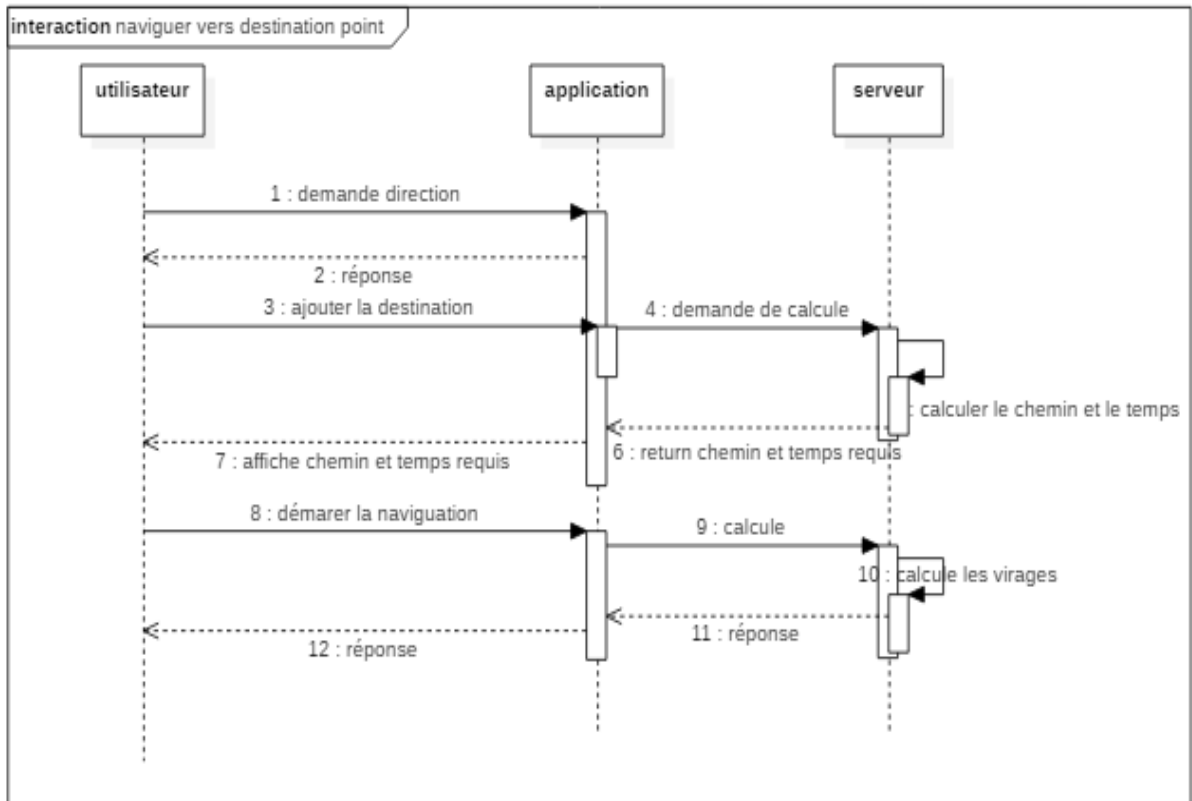 interaction naviguer vers destination point
utilisateur
application
serveur
1 : demande direction
2 : réponse
3 : ajouter la destination
4 : demande de calcule
: calculer le chemin et le temps
6 : return chemin et temps requis
7 : affiche chemin et temps requis
8 : démarer la naviguation
9 : calcule
10 : calcule les virages
11 : réponse
12 : réponse